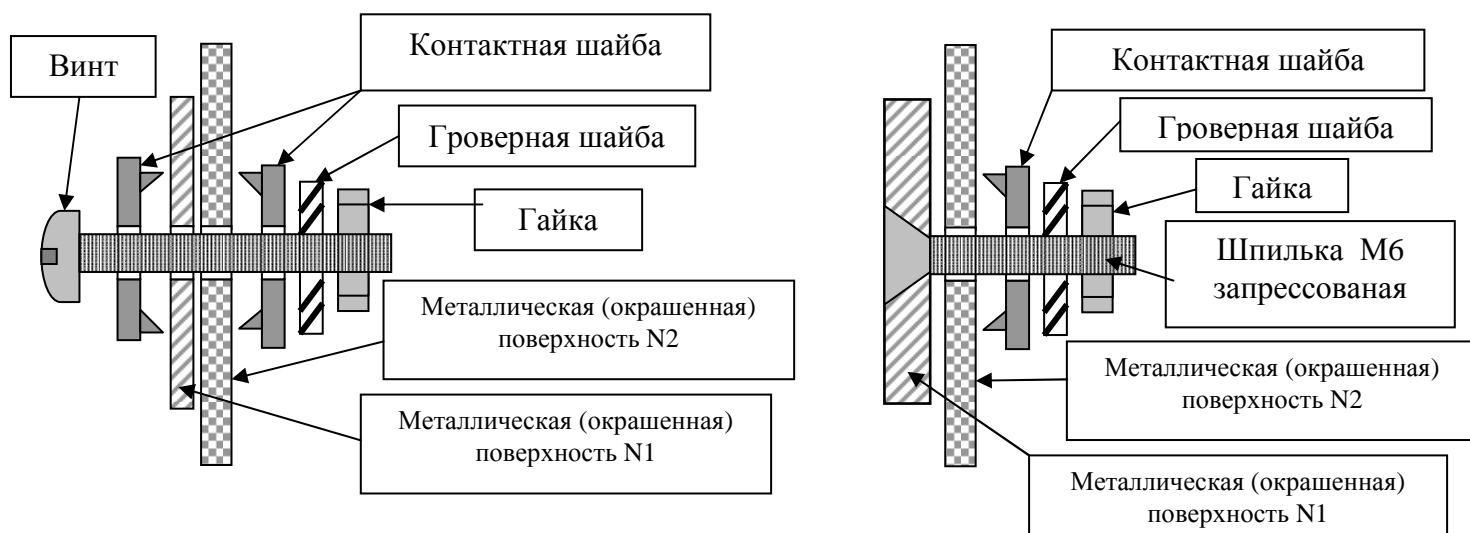 Винт
Контактная шайба
Гроверная шайба
Гайка
Металлическая (окрашенная)
поверхность N2
Металлическая (окрашенная)
поверхность N1
Контактная шайба
Гроверная шайба
Гайка
Шпилька М6
запрессованая
Металлическая (окрашенная)
поверхность N2
Металлическая (окрашенная)
поверхность N1